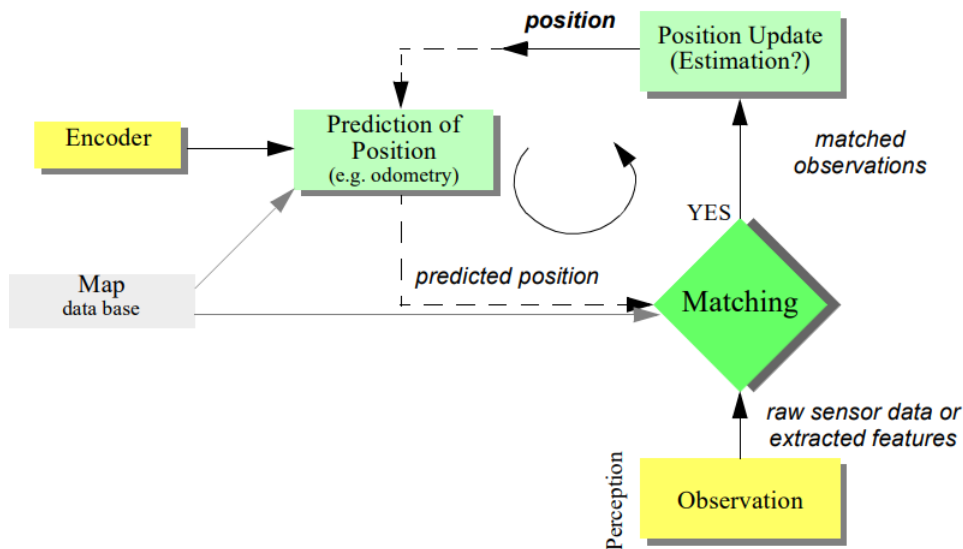 position
Position Update
(Estimation?)
Encoder
Prediction of
Position
(e.g. odometry)
matched
observations
YES
predicted position
Map
data base
Matching
raw sensor data or
extracted features
Perception
Observation